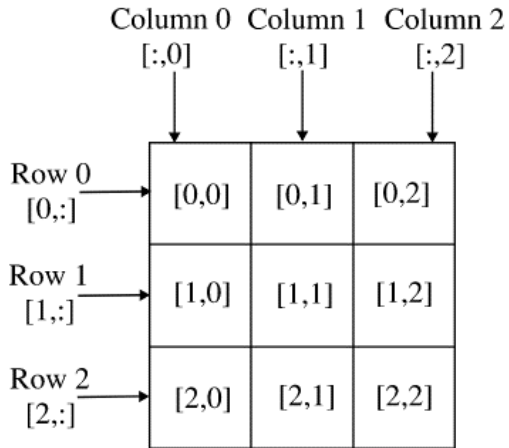 Column 0 Column 1 Column 2
[:,0] [:,1] [:,2]
Row 0
[0,:]
[0,0] [0,1] [0,2]
Row 1
[1,:]
[1,0] [1,1] [1,2]
Row 2
[2,:]
[2,0] [2,1] [2,2]